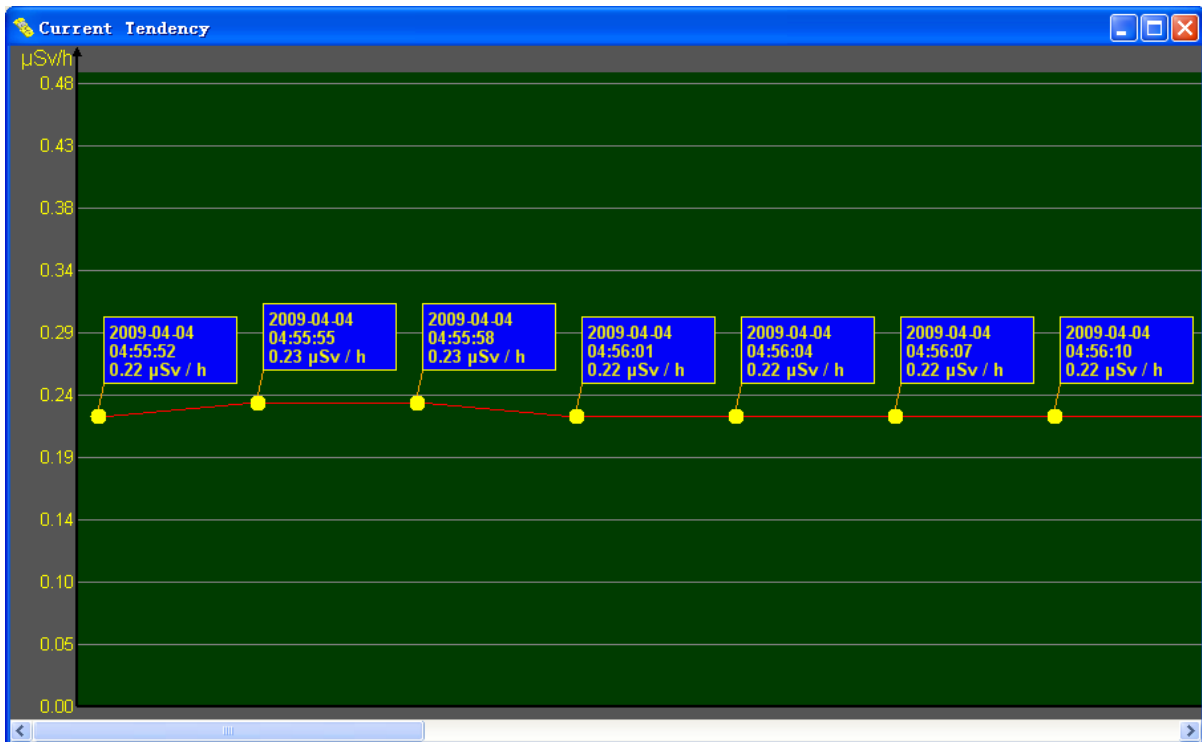 Current Tendency
µSv/h
0.48
0.43
0.38
0.34
0.29
0.24
0.19
0.14
0.10
0.05
0.00
2009-04-04
04:55:52
0.22 µSv / h
2009-04-04
04:55:55
0.23 µSv / h
2009-04-04
04:55:58
0.23 µSv / h
2009-04-04
04:56:01
0.22 µSv / h
2009-04-04
04:56:04
0.22 µSv / h
2009-04-04
04:56:07
0.22 µSv / h
2009-04-04
04:56:10
0.22 µSv / h